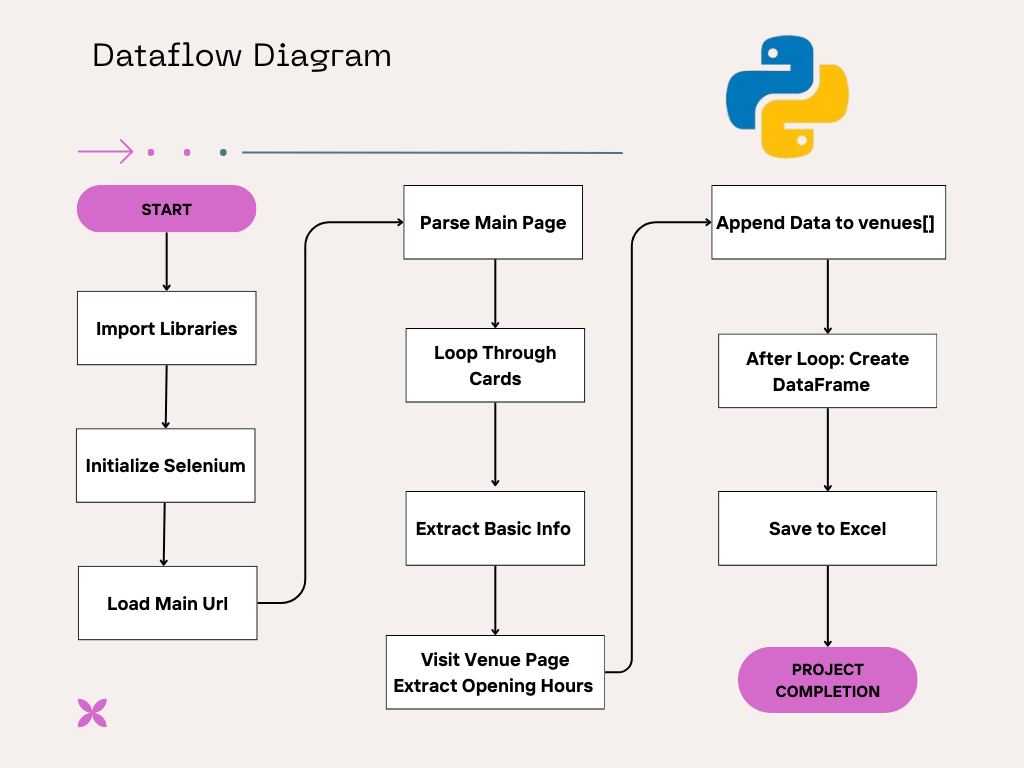 Dataflow Diagram
START
Import Libraries
Initialize Selenium
Load Main Url
Parse Main Page
Loop Through
Cards
Extract Basic Info
Visit Venue Page
Extract Opening Hours
Append Data to venues[]
After Loop: Create
DataFrame
Save to Excel
PROJECT
COMPLETION